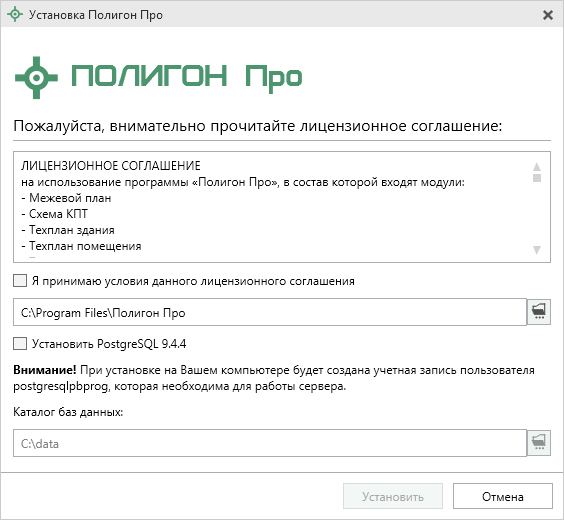 Установка Полигон Про
ПОЛИГОН Про
Пожалуйста, внимательно прочитайте лицензионное соглашение:
ЛИЦЕНЗИОННОЕ СОГЛАШЕНИЕ
на использование программы «Полигон Про», в состав которой входят модули:
- Межевой план
- Схема КПТ
- Техплан здания
- Техплан помещения
Я принимаю условия данного лицензионного соглашения
C:\Program Files\Полигон Про
Установить PostgreSQL 9.4.4
Внимание! При установке на Вашем компьютере будет создана учетная запись пользователя
postgresqlpbprog, которая необходима для работы сервера.
Каталог баз данных:
C:\data
Установить
Отмена